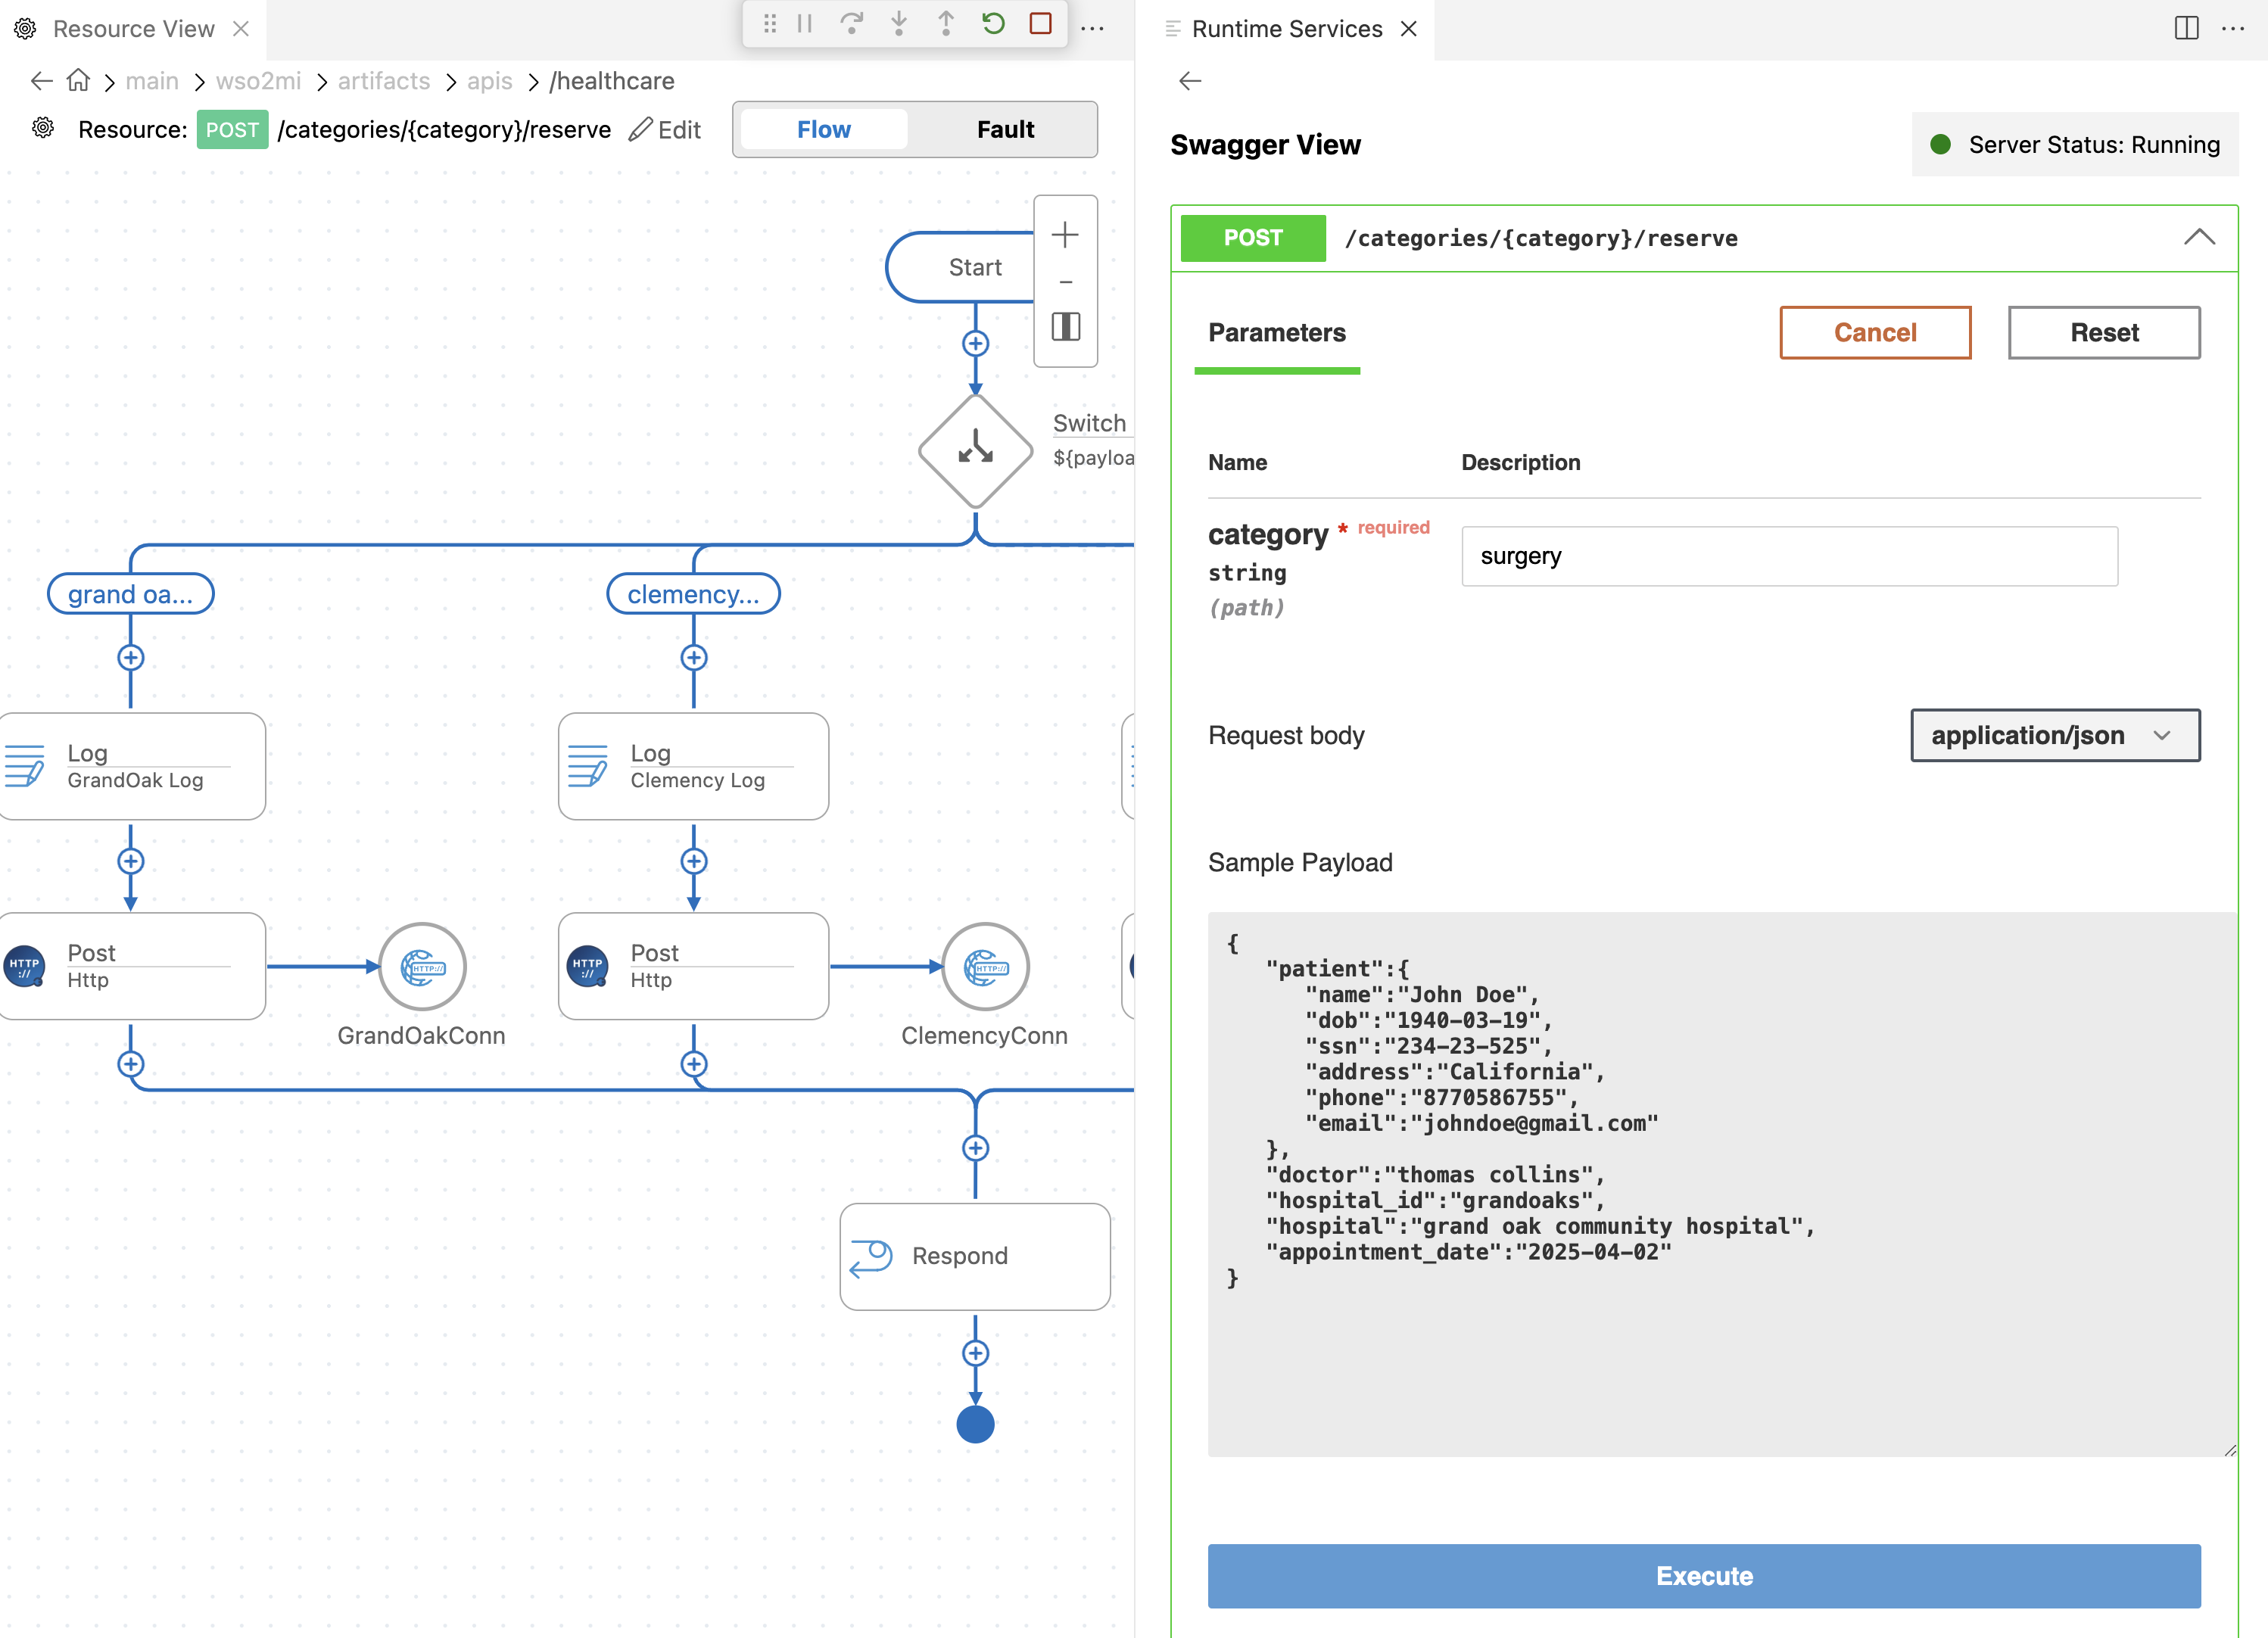 Resource View
main
wso2mi
artifacts
apis
/healthcare
Resource: POST /categories/{category}/reserve Edit
Flow
Fault
Start
Switch
${payloa
grand oa...
clemency...
Log
GrandOak Log
Log
Clemency Log
HTTP
://
Post
Http
HTTP://
GrandOakConn
HTTP
://
Post
Http
HTTP://
ClemencyConn
Respond
Runtime Services
Swagger View
Server Status: Running
POST /categories/{category}/reserve
Parameters
Cancel
Reset
Name
Description
category * required
string
(path)
surgery
Request body
application/json
Sample Payload
{
"patient":{
"name":"John Doe",
"dob":"1940-03-19",
"ssn":"234-23-525",
"address":"California",
"phone":"8770586755",
"email":"johndoe@gmail.com"
},
"doctor":"thomas collins",
"hospital_id":"grandoaks",
"hospital":"grand oak community hospital",
"appointment_date":"2025-04-02"
}
Execute